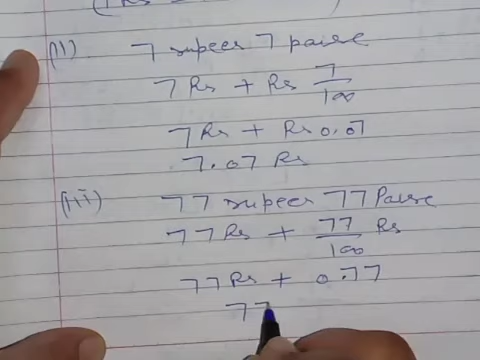 (ii) 7 rupees 7 paise
7 Rs + Rs 7/100
7 Rs + Rs 0.07
7.07 Rs
(iii) 77 rupees 77 Paise
77 Rs + 77/100 Rs
77 Rs + 0.77
77